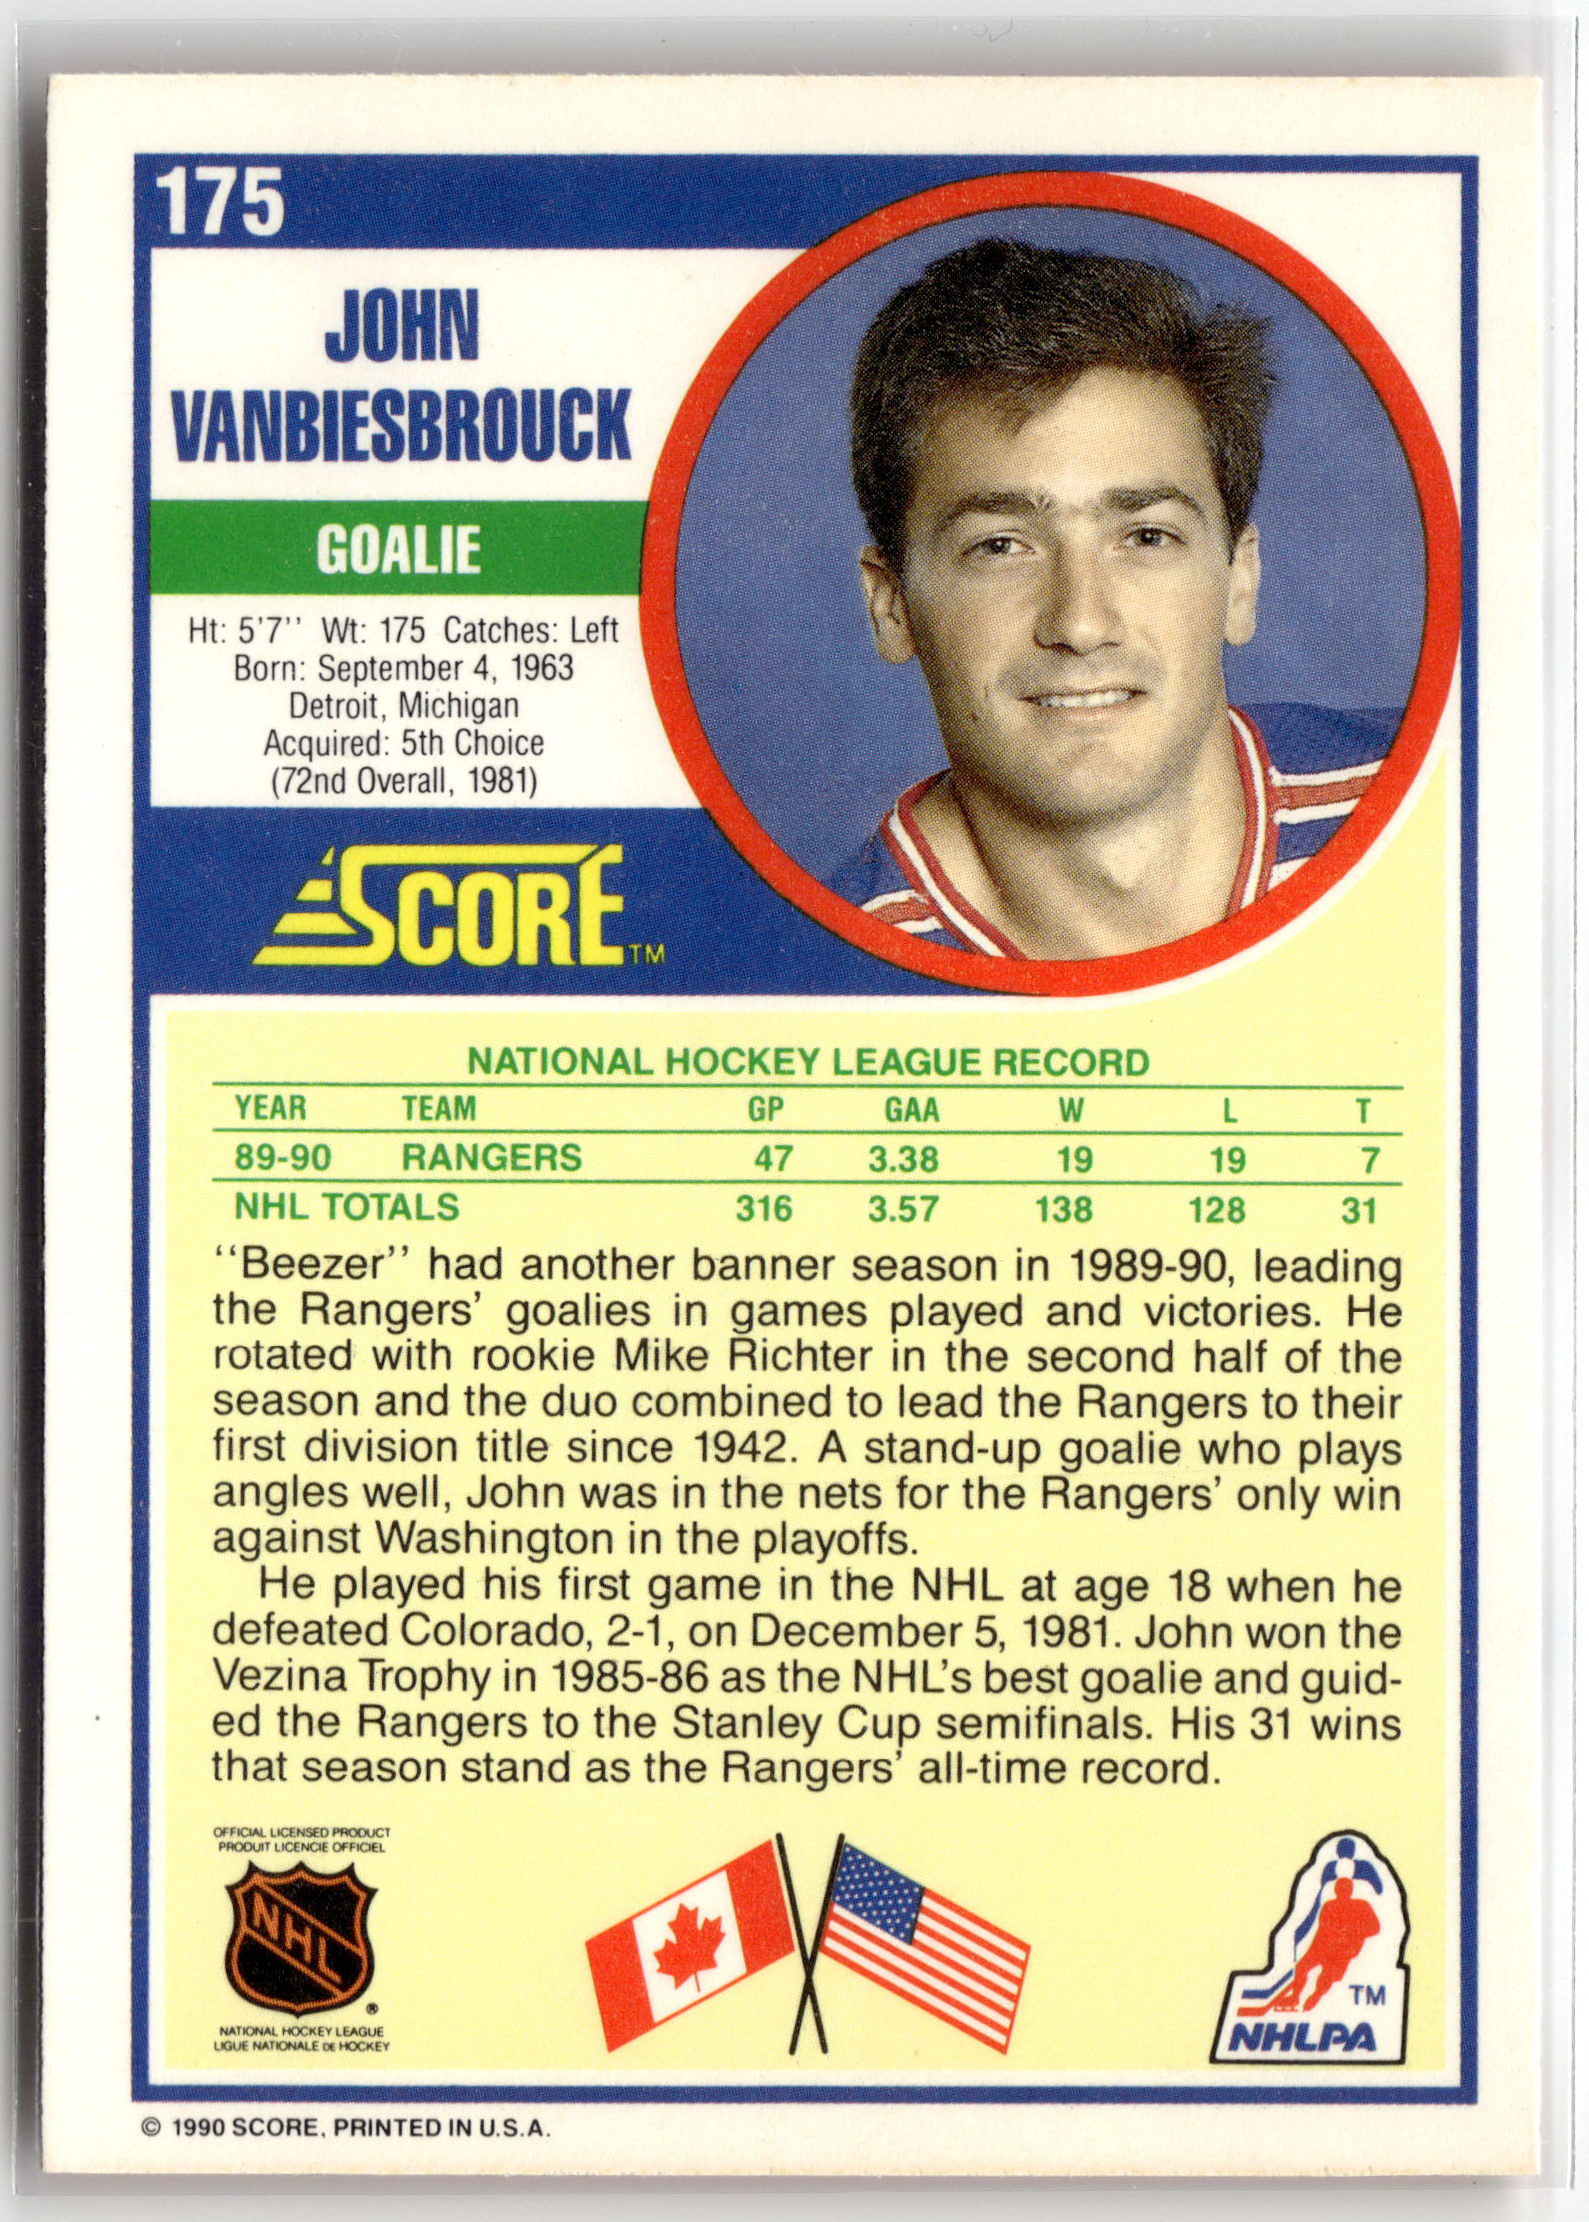 175
JOHN
VANBIESBROUCK
GOALIE
Ht: 5'7'' Wt: 175 Catches: Left
Born: September 4, 1963
Detroit, Michigan
Acquired: 5th Choice
(72nd Overall, 1981)
SCORE TM
NATIONAL HOCKEY LEAGUE RECORD
YEAR TEAM GP GAA W L T
89-90 RANGERS 47 3.38 19 19 7
NHL TOTALS 316 3.57 138 128 31
‘‘Beezer’’ had another banner season in 1989-90, leading
the Rangers’ goalies in games played and victories. He
rotated with rookie Mike Richter in the second half of the
season and the duo combined to lead the Rangers to their
first division title since 1942. A stand-up goalie who plays
angles well, John was in the nets for the Rangers’ only win
against Washington in the playoffs.
He played his first game in the NHL at age 18 when he
defeated Colorado, 2-1, on December 5, 1981. John won the
Vezina Trophy in 1985-86 as the NHL’s best goalie and guid-
ed the Rangers to the Stanley Cup semifinals. His 31 wins
that season stand as the Rangers’ all-time record.
OFFICIAL LICENSED PRODUCT
PRODUIT LICENCIE OFFICIEL
NHL
®
NATIONAL HOCKEY LEAGUE
LIGUE NATIONALE DE HOCKEY
TM
NHLPA
© 1990 SCORE, PRINTED IN U.S.A.